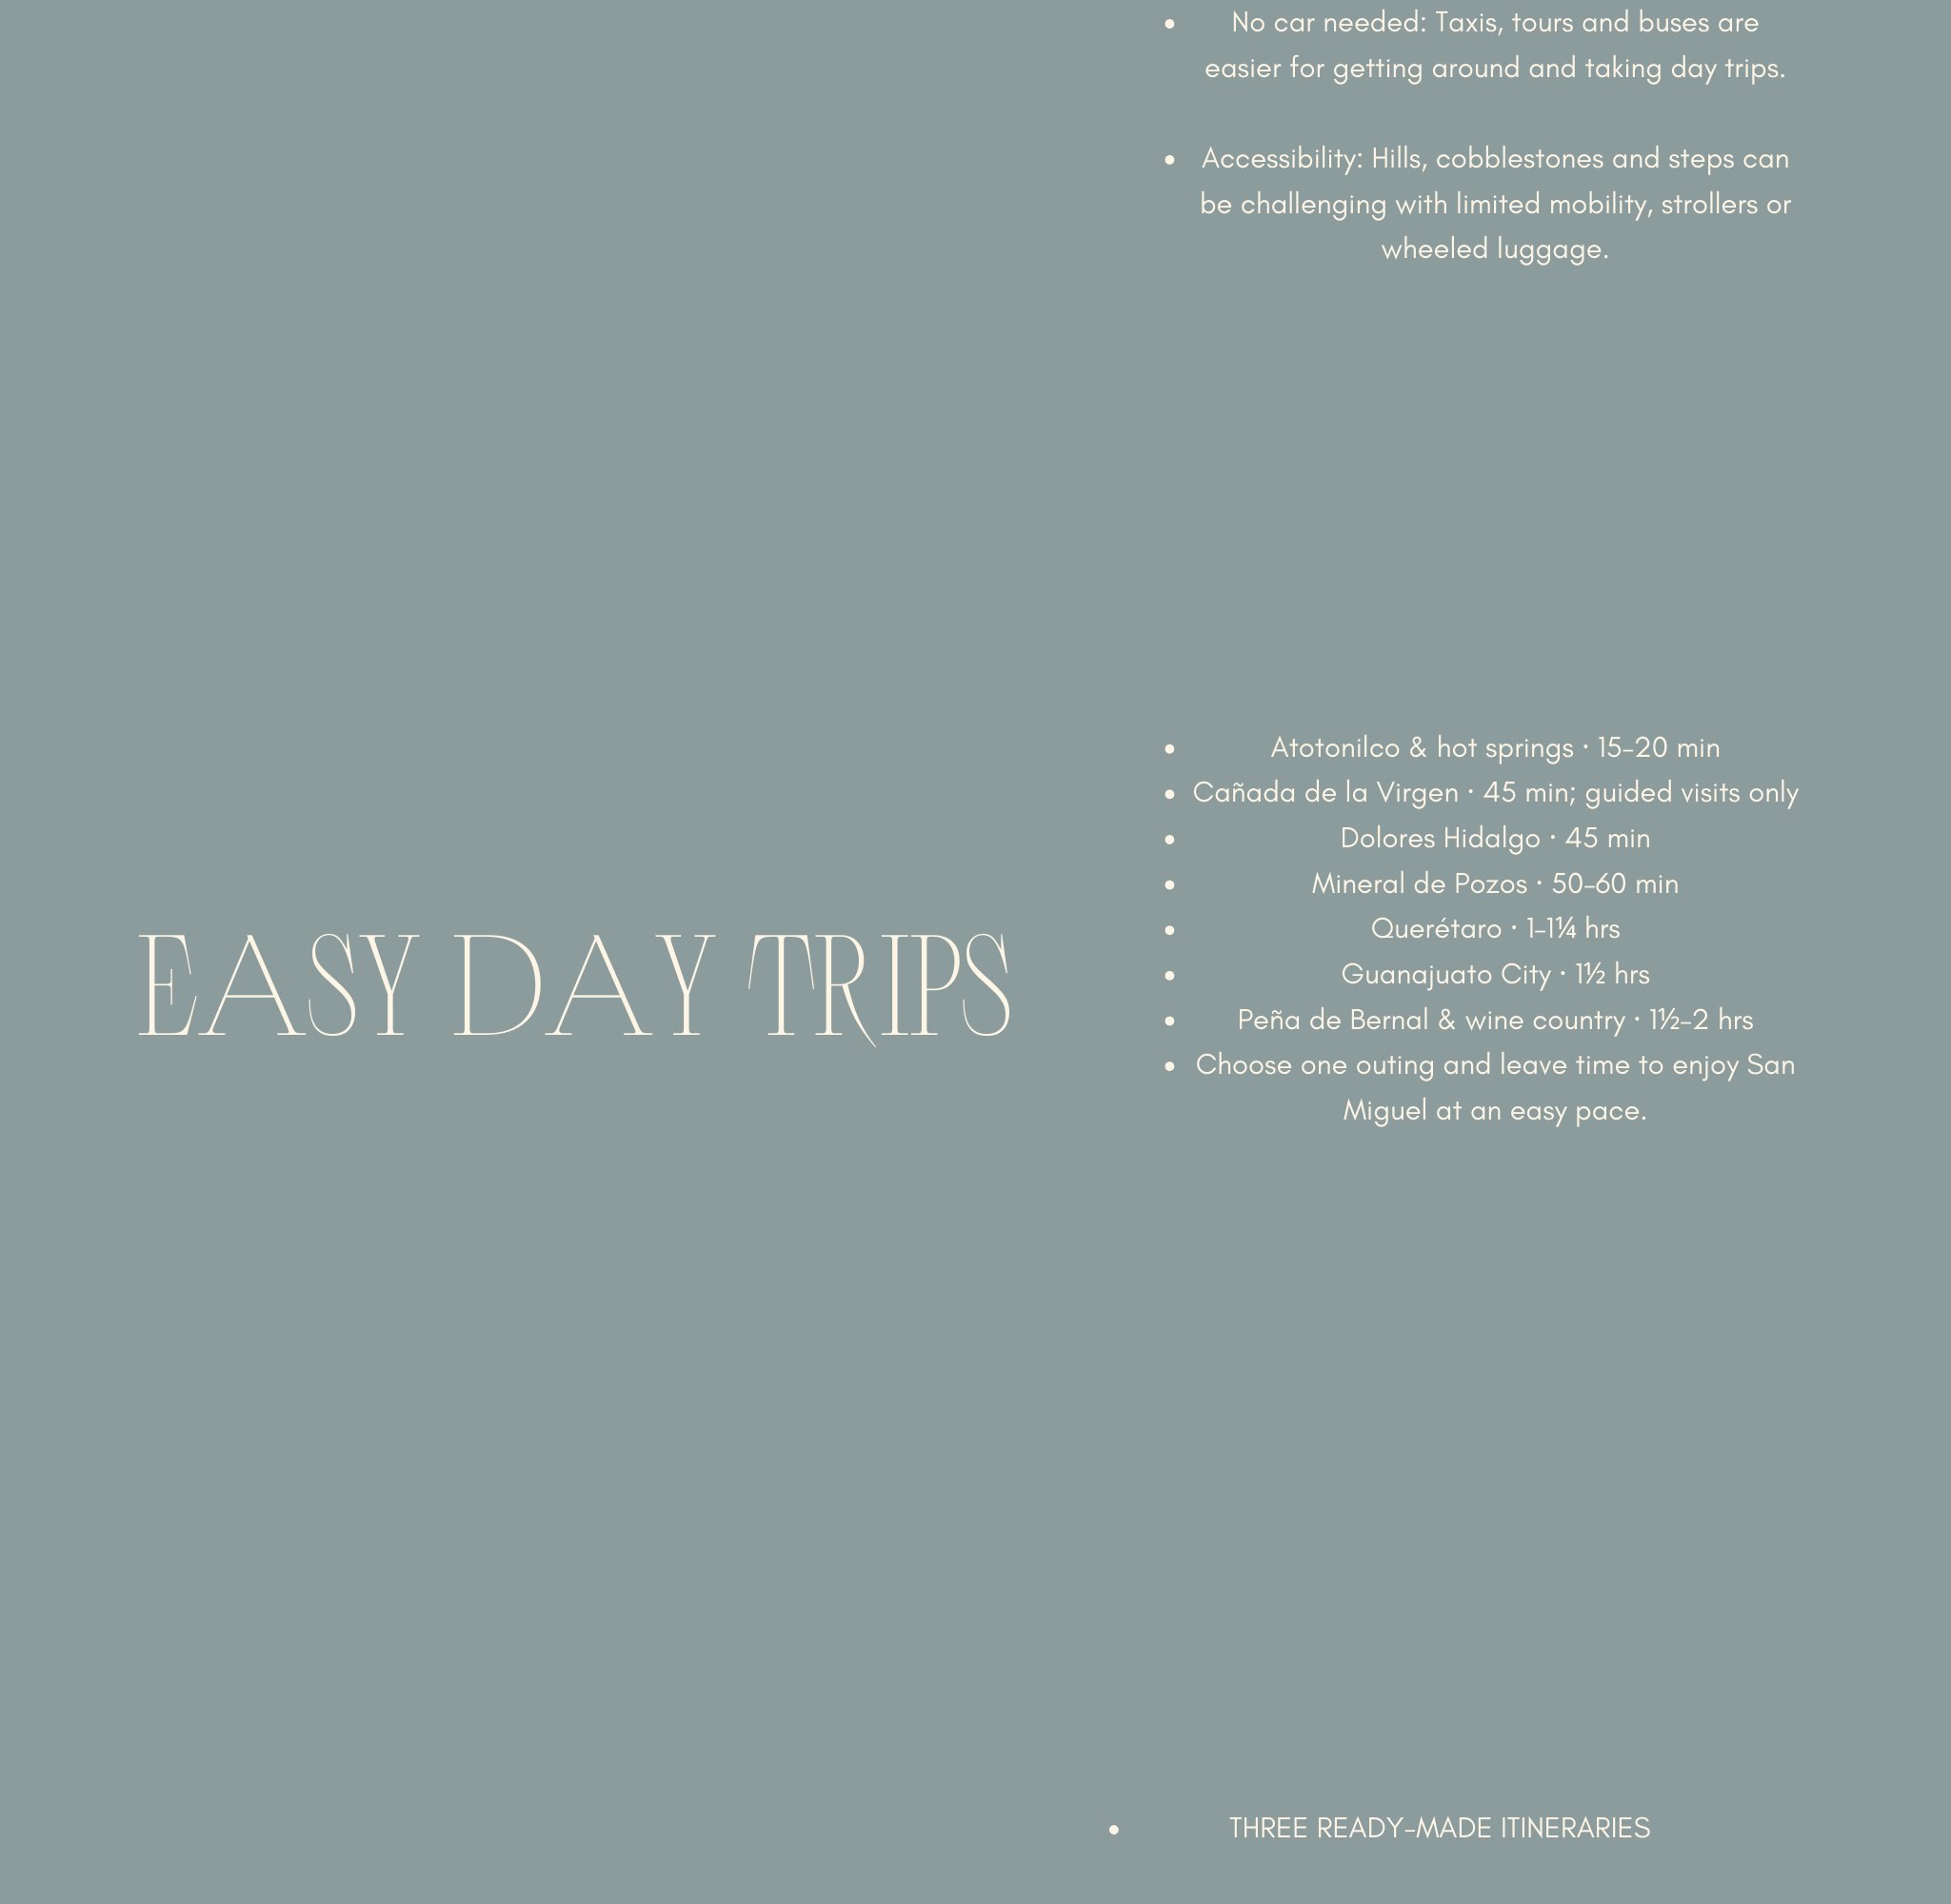 • No car needed: Taxis, tours and buses are
easier for getting around and taking day trips.
• Accessibility: Hills, cobblestones and steps can
be challenging with limited mobility, strollers or
wheeled luggage.
EASY DAY TRIPS
• Atotonilco & hot springs · 15–20 min
• Cañada de la Virgen · 45 min; guided visits only
• Dolores Hidalgo · 45 min
• Mineral de Pozos · 50–60 min
• Querétaro · 1–1¼ hrs
• Guanajuato City · 1½ hrs
• Peña de Bernal & wine country · 1½–2 hrs
• Choose one outing and leave time to enjoy San
Miguel at an easy pace.
• THREE READY-MADE ITINERARIES